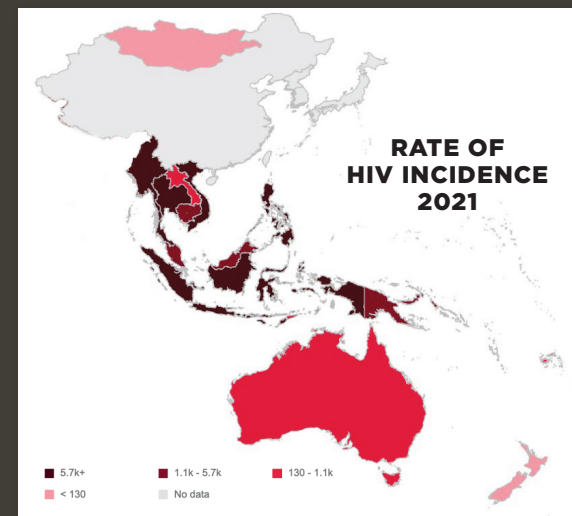 RATE OF
HIV INCIDENCE
2021
5.7k+
1.1k - 5.7k
130 - 1.1k
< 130
No data